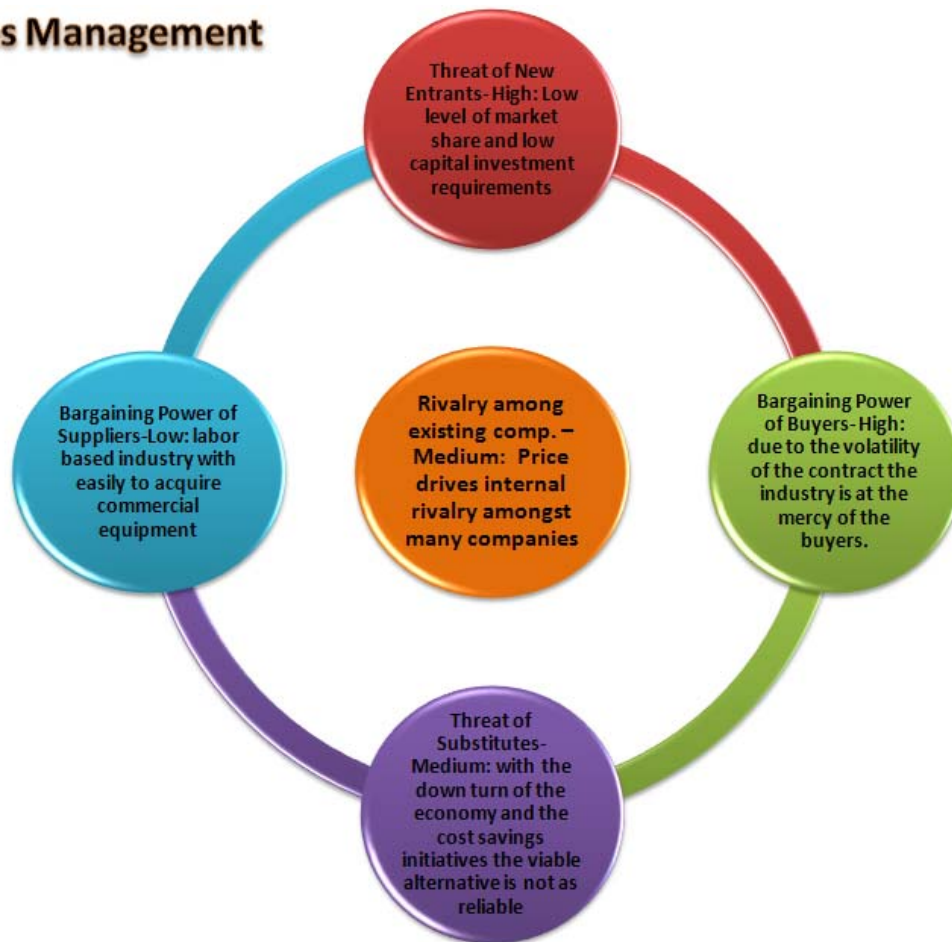 s Management
Threat of New
Entrants- High: Low
level of market
share and low
capital investment
requirements
Bargaining Power of
Suppliers-Low: labor
based industry with
easily to acquire
commercial
equipment
Rivalry among
existing comp. –
Medium: Price
drives internal
rivalry amongst
many companies
Bargaining Power
of Buyers- High:
due to the volatility
of the contract the
industry is at the
mercy of the
buyers.
Threat of
Substitutes-
Medium: with the
down turn of the
economy and the
cost savings
initiatives the viable
alternative is not as
reliable